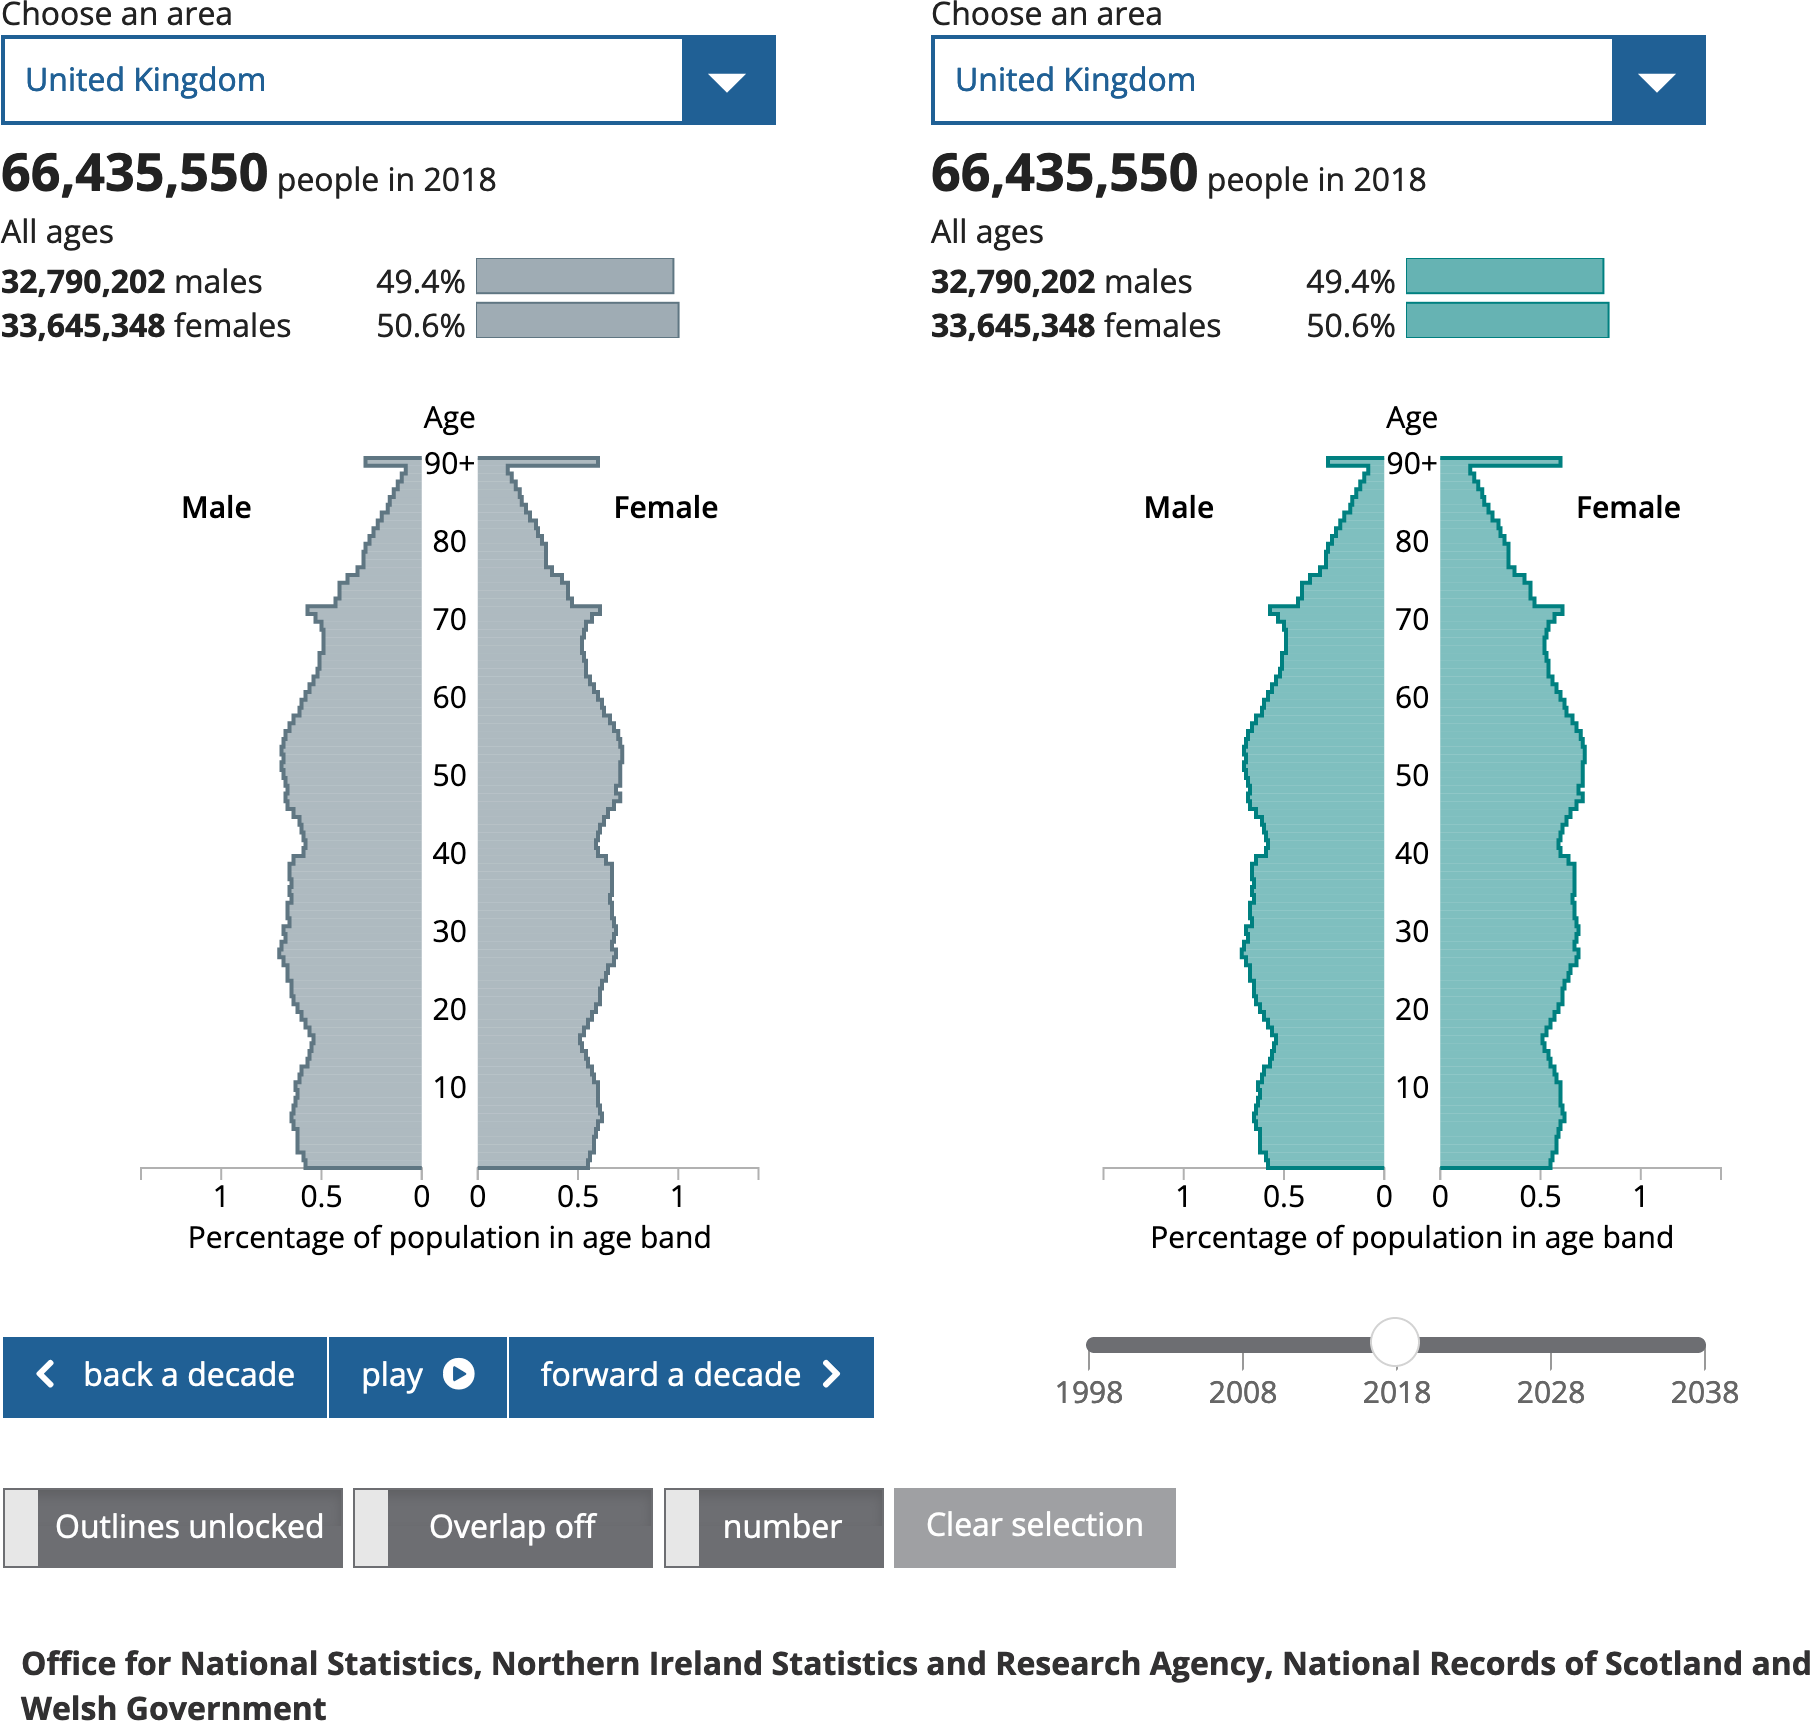 Choose an area
United Kingdom
66,435,550 people in 2018
All ages
32,790,202 males 49.4%
33,645,348 females 50.6%
Age
90+
Male
Female
80
70
60
50
40
30
20
10
1 0.5 0 0 0.5 1
Percentage of population in age band
Choose an area
United Kingdom
66,435,550 people in 2018
All ages
32,790,202 males 49.4%
33,645,348 females 50.6%
Age
90+
Male
Female
80
70
60
50
40
30
20
10
1 0.5 0 0 0.5 1
Percentage of population in age band
back a decade
play
forward a decade
1998 2008 2018 2028 2038
Outlines unlocked
Overlap off
number
Clear selection
Office for National Statistics, Northern Ireland Statistics and Research Agency, National Records of Scotland and
Welsh Government